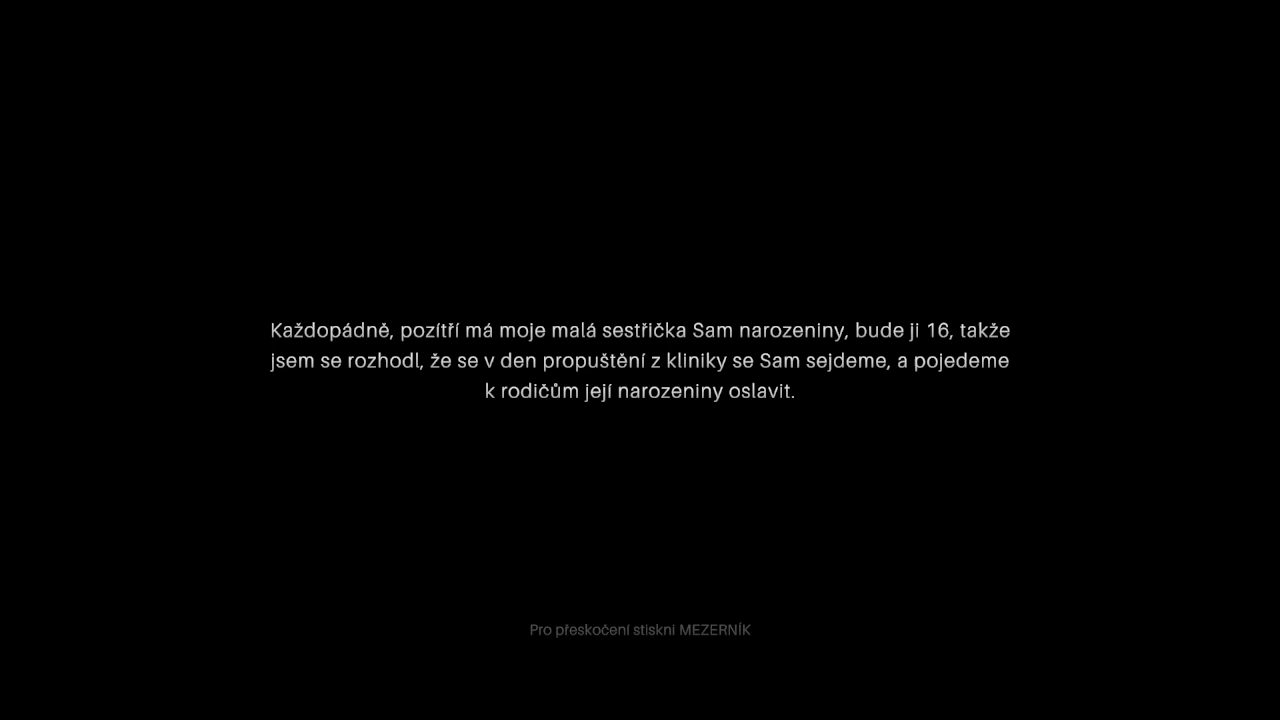 Každopádně, pozítří má moje malá sestřička Sam narozeniny, bude ji 16, takže
jsem se rozhodl, že se v den propuštění z kliniky se Sam sejdeme, a pojedeme
k rodičům její narozeniny oslavit.
Pro přeskočení stiskni MEZERNÍK